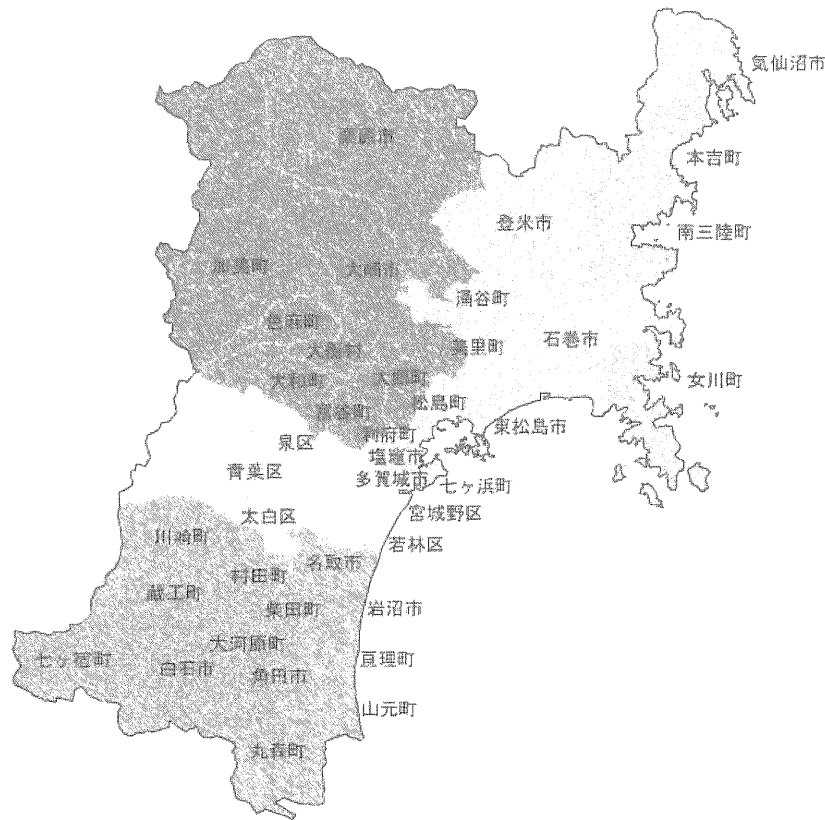 気仙沼市
栗原市
本吉町
登米市
南三陸町
加美町
大崎市
涌谷町
色麻町
石巻市
美里町
大衡村
大和町
大郷町
女川町
松島町
富谷町
東松島市
利府町
泉区
塩竈市
青葉区
多賀城市
七ヶ浜町
宮城野区
太白区
川崎町
若林区
名取市
村田町
蔵王町
柴田町
岩沼市
大河原町
七ヶ宿町
白石市
亘理町
角田市
山元町
丸森町